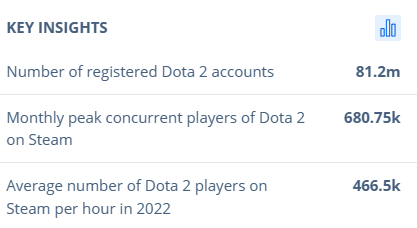 KEY INSIGHTS
Number of registered Dota 2 accounts 81.2m
Monthly peak concurrent players of Dota 2 680.75k
on Steam
Average number of Dota 2 players on 466.5k
Steam per hour in 2022